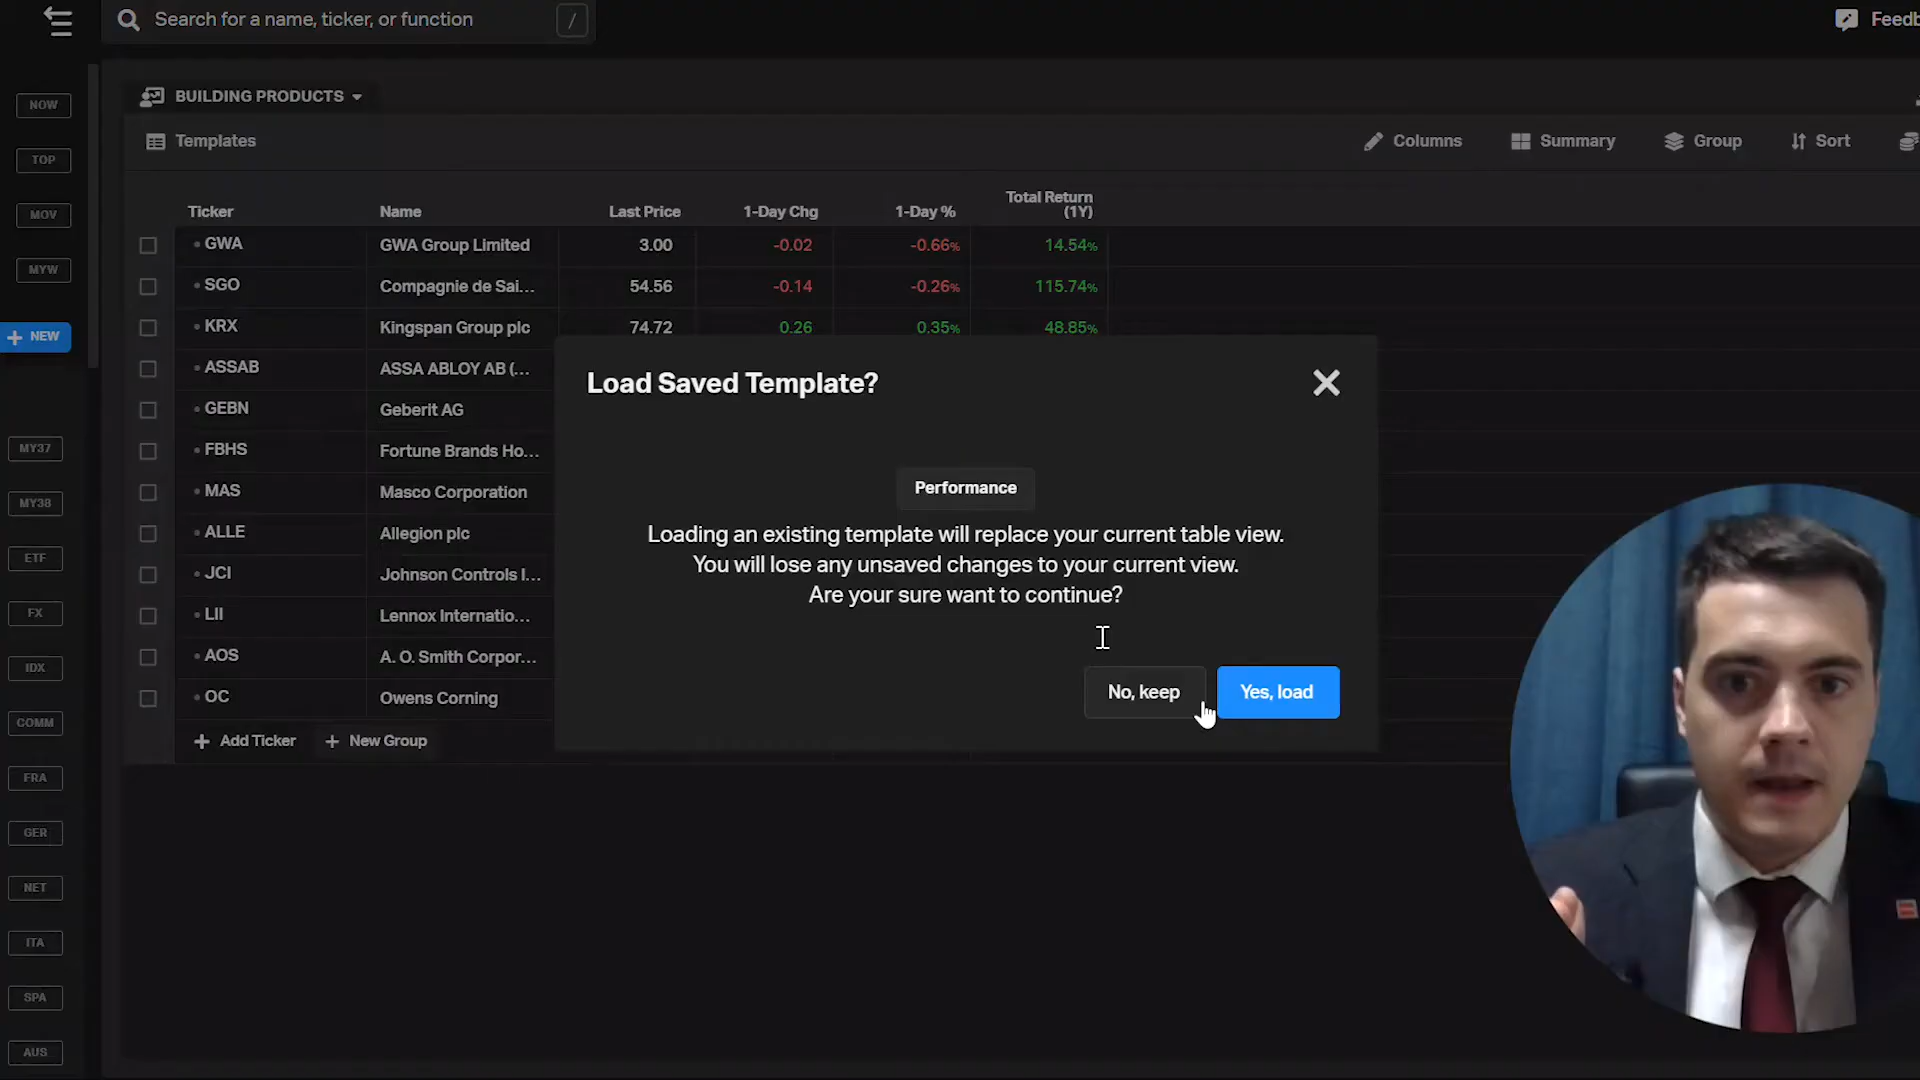 Search for a name, ticker, or function /
NOW
TOP
MOV
MYW
NEW
MY37
MY38
ETF
FX
IDX
COMM
FRA
GER
NET
ITA
SPA
AUS
BUILDING PRODUCTS
Templates Columns Summary Group Sort
Ticker Name Last Price 1-Day Chg 1-Day % Total Return (1Y)
GWA GWA Group Limited 3.00 -0.02 -0.66% 14.54%
SGO Compagnie de Sai... 54.56 -0.14 -0.26% 115.74%
KRX Kingspan Group plc 74.72 0.26 0.35% 48.85%
ASSAB ASSA ABLOY AB (...
GEBN Geberit AG
FBHS Fortune Brands Ho...
MAS Masco Corporation
ALLE Allegion plc
JCI Johnson Controls I...
LII Lennox Internatio...
AOS A. O. Smith Corpor...
OC Owens Corning
+ Add Ticker + New Group
Load Saved Template?
Performance
Loading an existing template will replace your current table view.
You will lose any unsaved changes to your current view.
Are your sure want to continue?
No, keep Yes, load